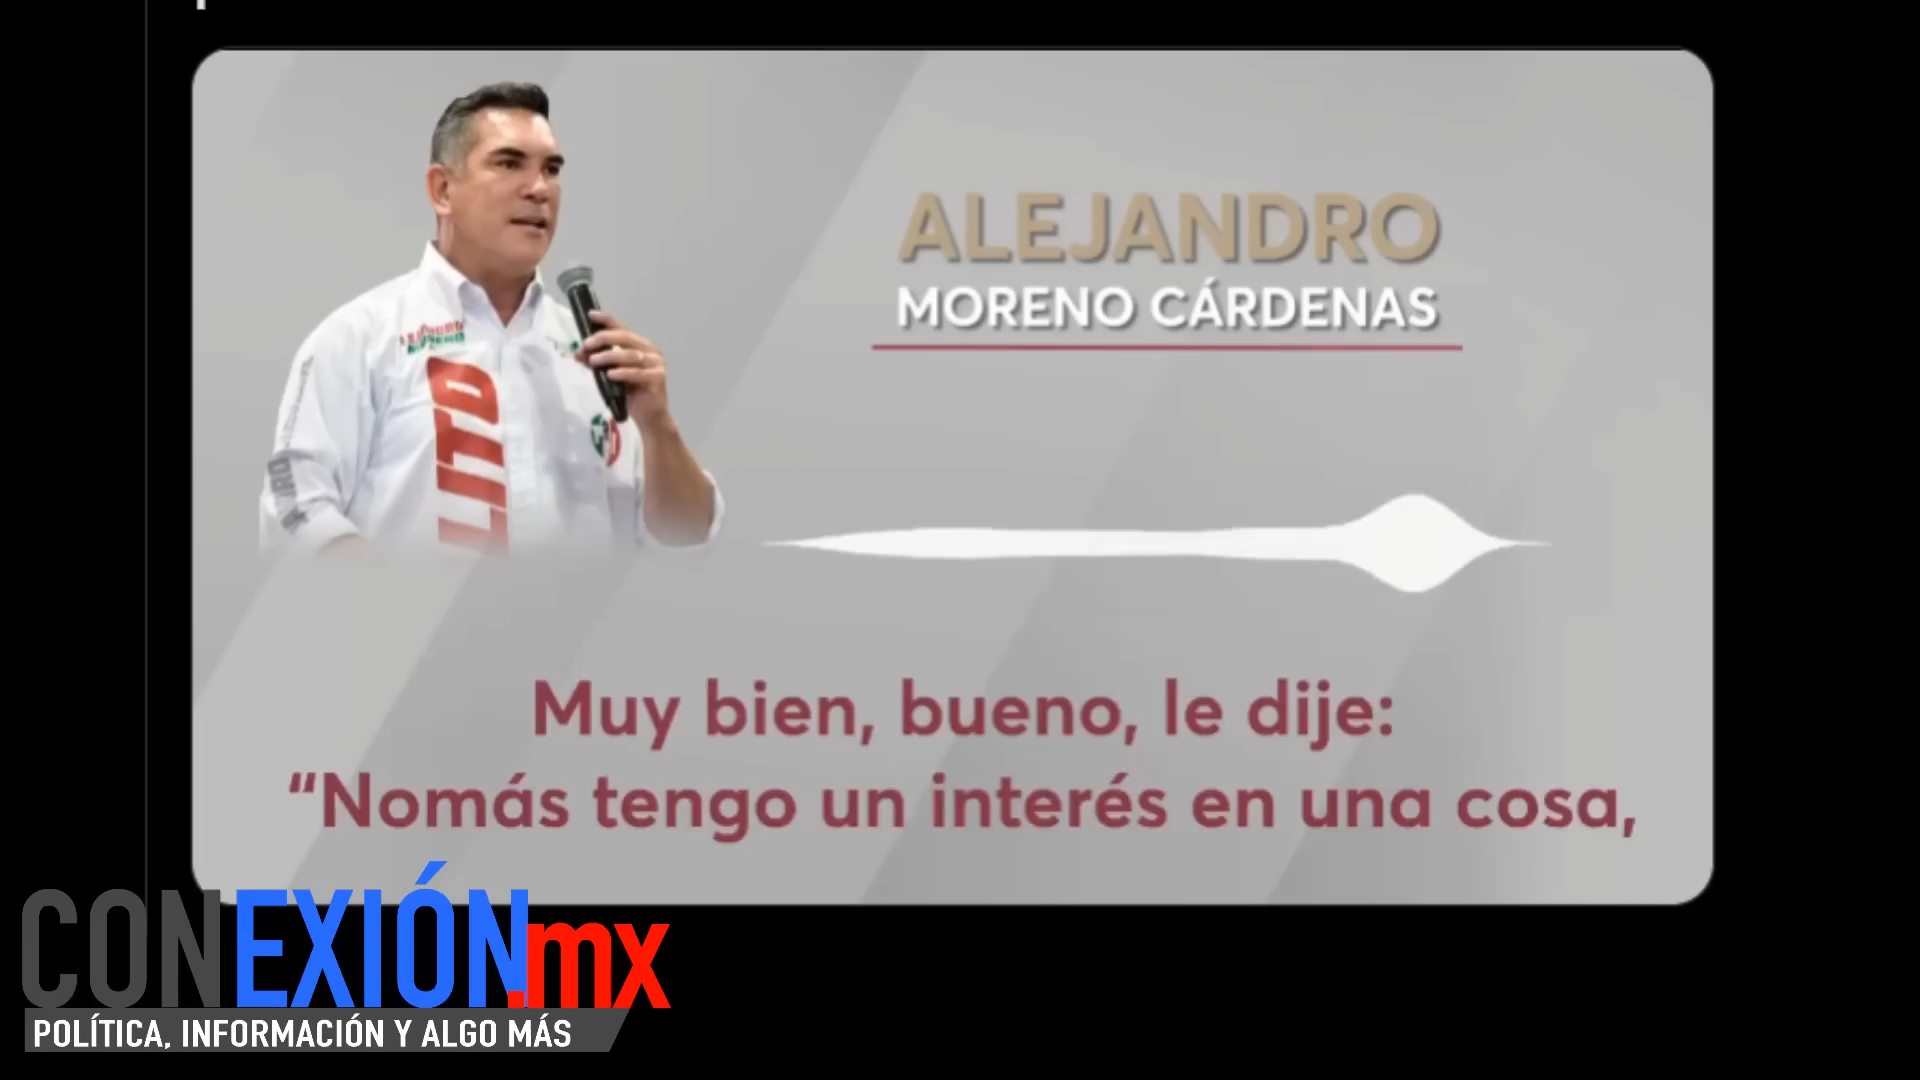 ALEJANDRO
MORENO CÁRDENAS
LITO
Muy bien, bueno, le dije:
“Nomás tengo un interés en una cosa,
CONEXIÓN.mx
POLÍTICA, INFORMACIÓN Y ALGO MÁS